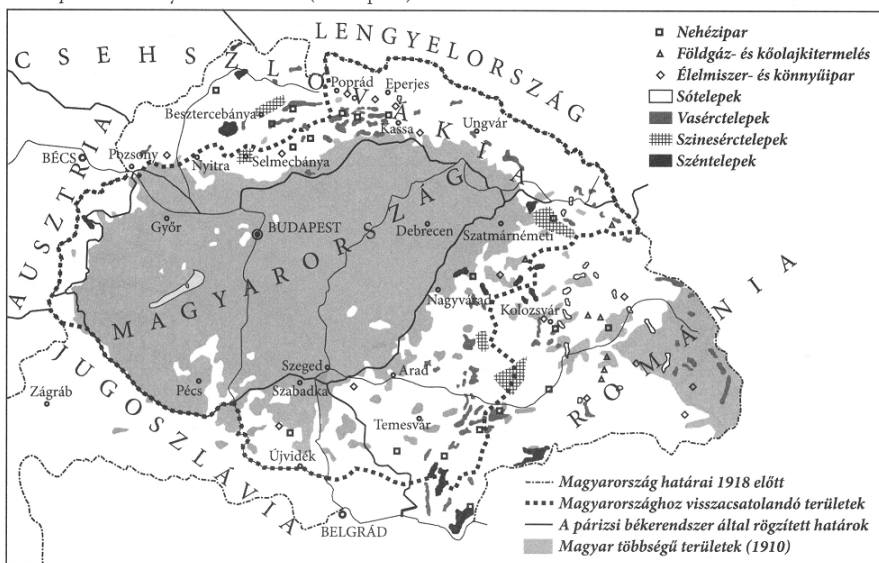 CSEHSZLOVÁKIA
LENGYELORSZÁG
AUSZTRIA
MAGYARORSZÁG
JUGOSZLÁVIA
ROMÁNIA
Poprád
Eperjes
Besztercebánya
Kassa
Ungvár
BÉCS
Pozsony
Nyitra
Selmecbánya
Győr
BUDAPEST
Debrecen
Szatmárnémeti
Nagyvárad
Kolozsvár
Szeged
Arad
Pécs
Szabadka
Zágráb
Temesvár
Újvidék
BELGRÁD
Nehézipar
Földgáz- és kőolajkitermelés
Élelmiszer- és könnyűipar
Sótelepek
Vasérctelepek
Szinesérctelepek
Széntelepek
Magyarország határai 1918 előtt
Magyarországhoz visszacsatolandó területek
A párizsi békerendszer által rögzített határok
Magyar többségű területek (1910)